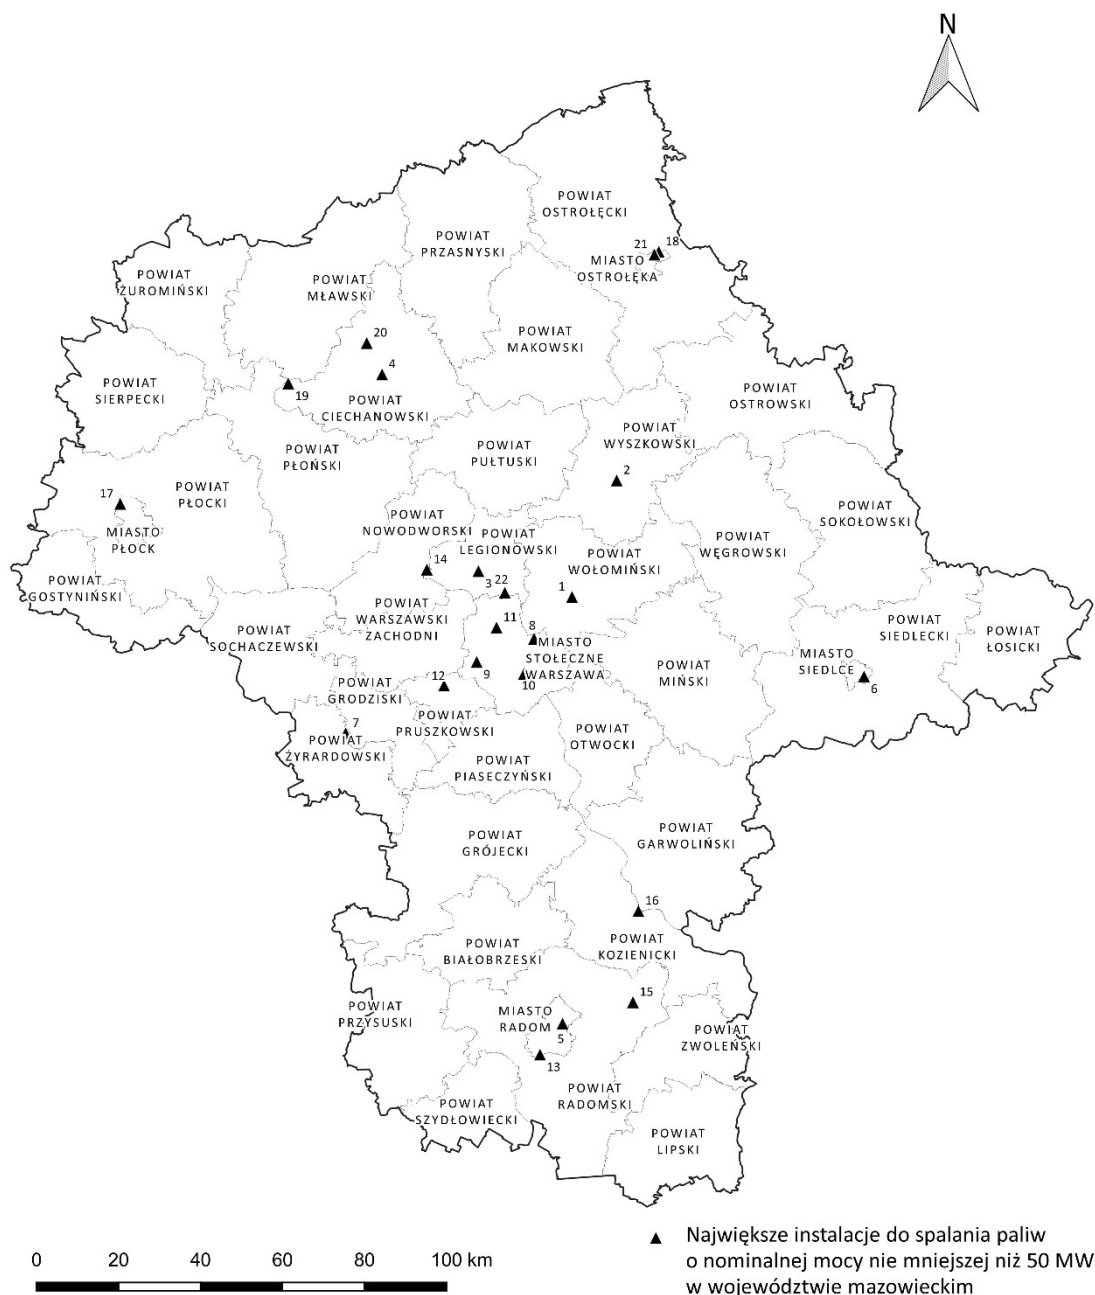 N
POWIAT
OSTROŁĘCKI
21
18
MIASTO
OSTROŁĘKA
POWIAT
PRZASNYSKI
POWIAT
ŻUROMIŃSKI
POWIAT
MŁAWSKI
20
4
19
POWIAT
CIECHANOWSKI
POWIAT
MAKOWSKI
POWIAT
SIERPECKI
POWIAT
OSTROWSKI
POWIAT
WYSZKOWSKI
2
POWIAT
PUŁTUSKI
POWIAT
PŁOŃSKI
17
POWIAT
PŁOCKI
MIASTO
PŁOCK
POWIAT
SOKOŁOWSKI
POWIAT
NOWODWORSKI
POWIAT
LEGIONOWSKI
POWIAT
WOŁOMIŃSKI
POWIAT
WĘGROWSKI
14
3
22
1
POWIAT
GOSTYNIŃSKI
POWIAT
WARSZAWSKI
ZACHODNI
11
8
POWIAT
SOCHACZEWSKI
MIASTO
STOŁECZNE
WARSZAWA
POWIAT
SIEDLECKI
POWIAT
ŁOSICKI
MIASTO
SIEDLCE
6
9
10
12
POWIAT
MIŃSKI
POWIAT
GRODZISKI
POWIAT
PRUSZKOWSKI
7
POWIAT
ŻYRARDOWSKI
POWIAT
OTWOCKI
POWIAT
PIASECZYŃSKI
POWIAT
GRÓJECKI
POWIAT
GARWOLIŃSKI
16
POWIAT
KOZIENICKI
POWIAT
BIAŁOBRZESKI
15
POWIAT
PRZYSUSKI
MIASTO
RADOM
5
13
POWIAT
ZWOLEŃSKI
POWIAT
RADOMSKI
POWIAT
SZYDŁOWIECKI
POWIAT
LIPSKI
0 20 40 60 80 100 km
Największe instalacje do spalania paliw
o nominalnej mocy nie mniejszej niż 50 MW
w województwie mazowieckim